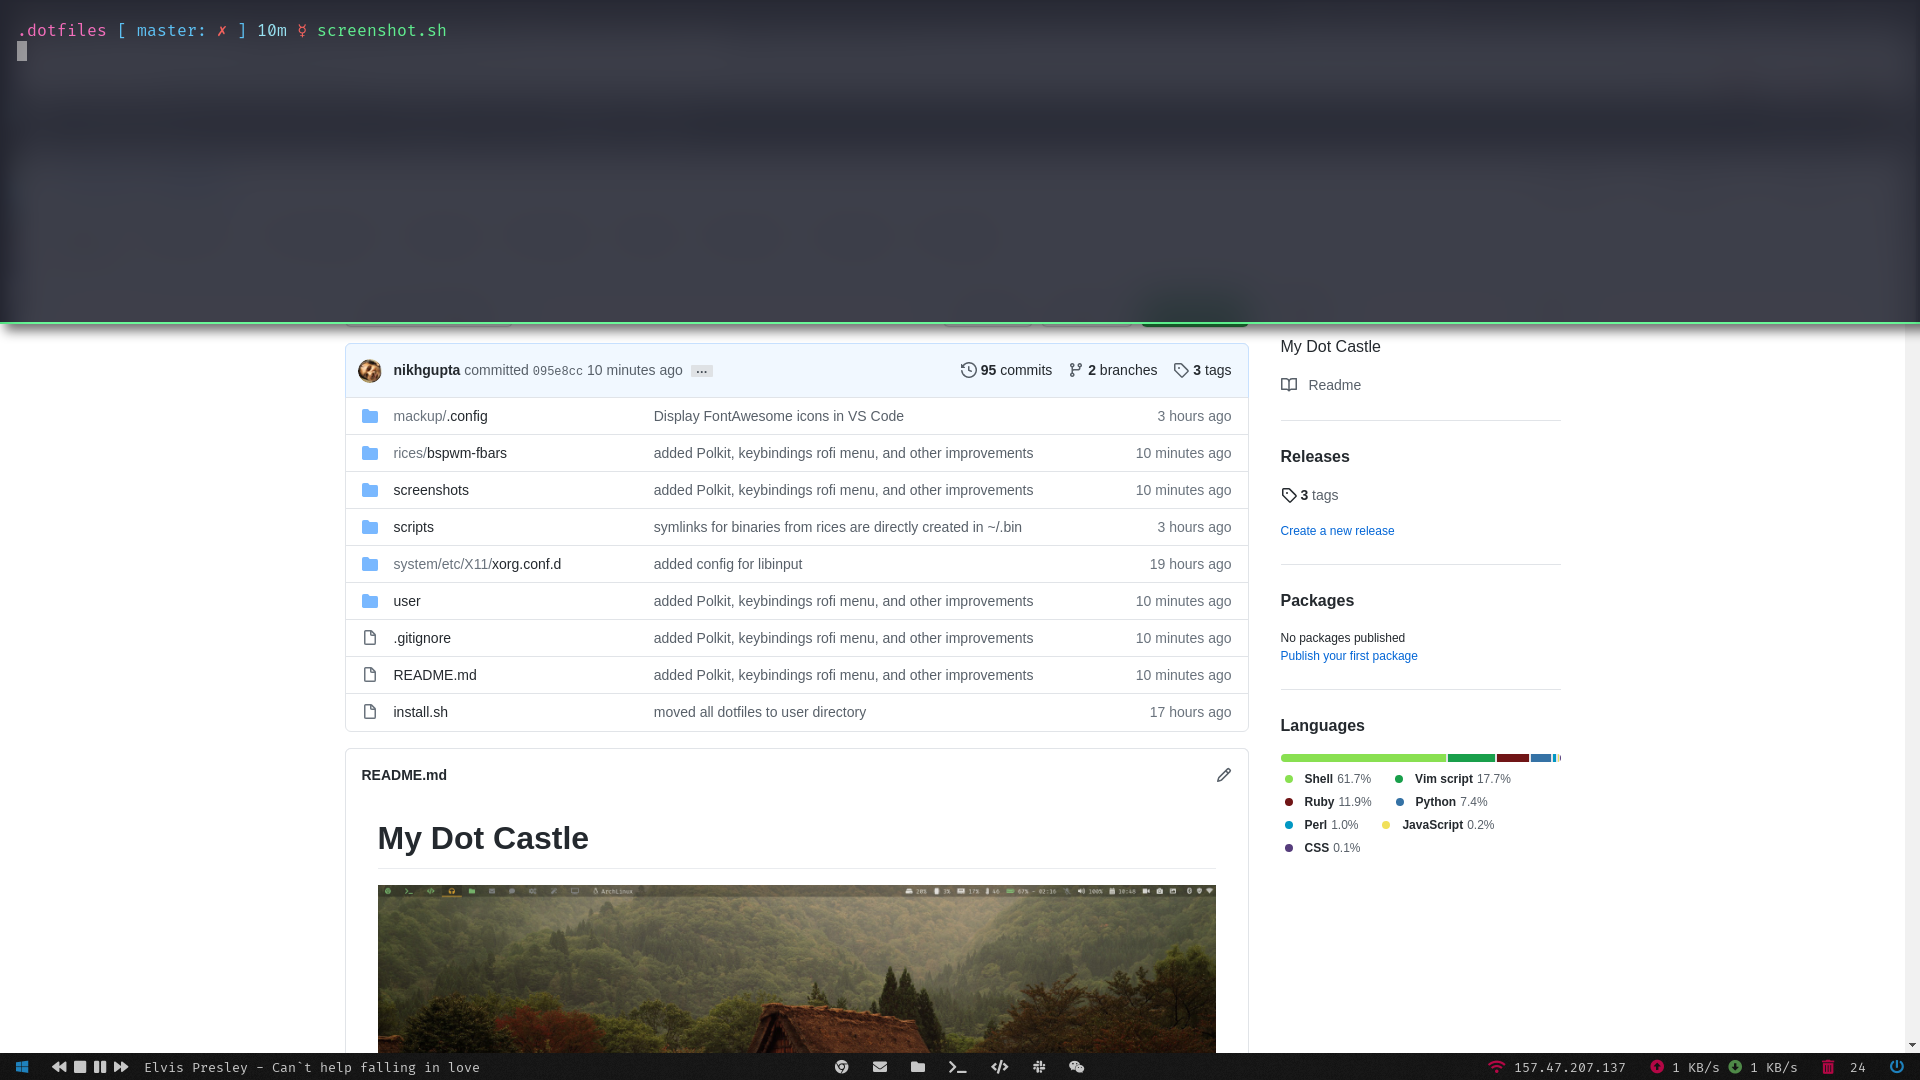 .dotfiles [ master: ✗ ] 10m ☿ screenshot.sh
nikhgupta committed 095e8cc 10 minutes ago ... 95 commits 2 branches 3 tags
mackup/.config Display FontAwesome icons in VS Code 3 hours ago
rices/bspwm-fbars added Polkit, keybindings rofi menu, and other improvements 10 minutes ago
screenshots added Polkit, keybindings rofi menu, and other improvements 10 minutes ago
scripts symlinks for binaries from rices are directly created in ~/.bin 3 hours ago
system/etc/X11/xorg.conf.d added config for libinput 19 hours ago
user added Polkit, keybindings rofi menu, and other improvements 10 minutes ago
.gitignore added Polkit, keybindings rofi menu, and other improvements 10 minutes ago
README.md added Polkit, keybindings rofi menu, and other improvements 10 minutes ago
install.sh moved all dotfiles to user directory 17 hours ago
README.md
My Dot Castle
ArchLinux
My Dot Castle
Readme
Releases
3 tags
Create a new release
Packages
No packages published
Publish your first package
Languages
Shell 61.7% Vim script 17.7%
Ruby 11.9% Python 7.4%
Perl 1.0% JavaScript 0.2%
CSS 0.1%
Elvis Presley - Can`t help falling in love 157.47.207.137 1 KB/s 1 KB/s 24